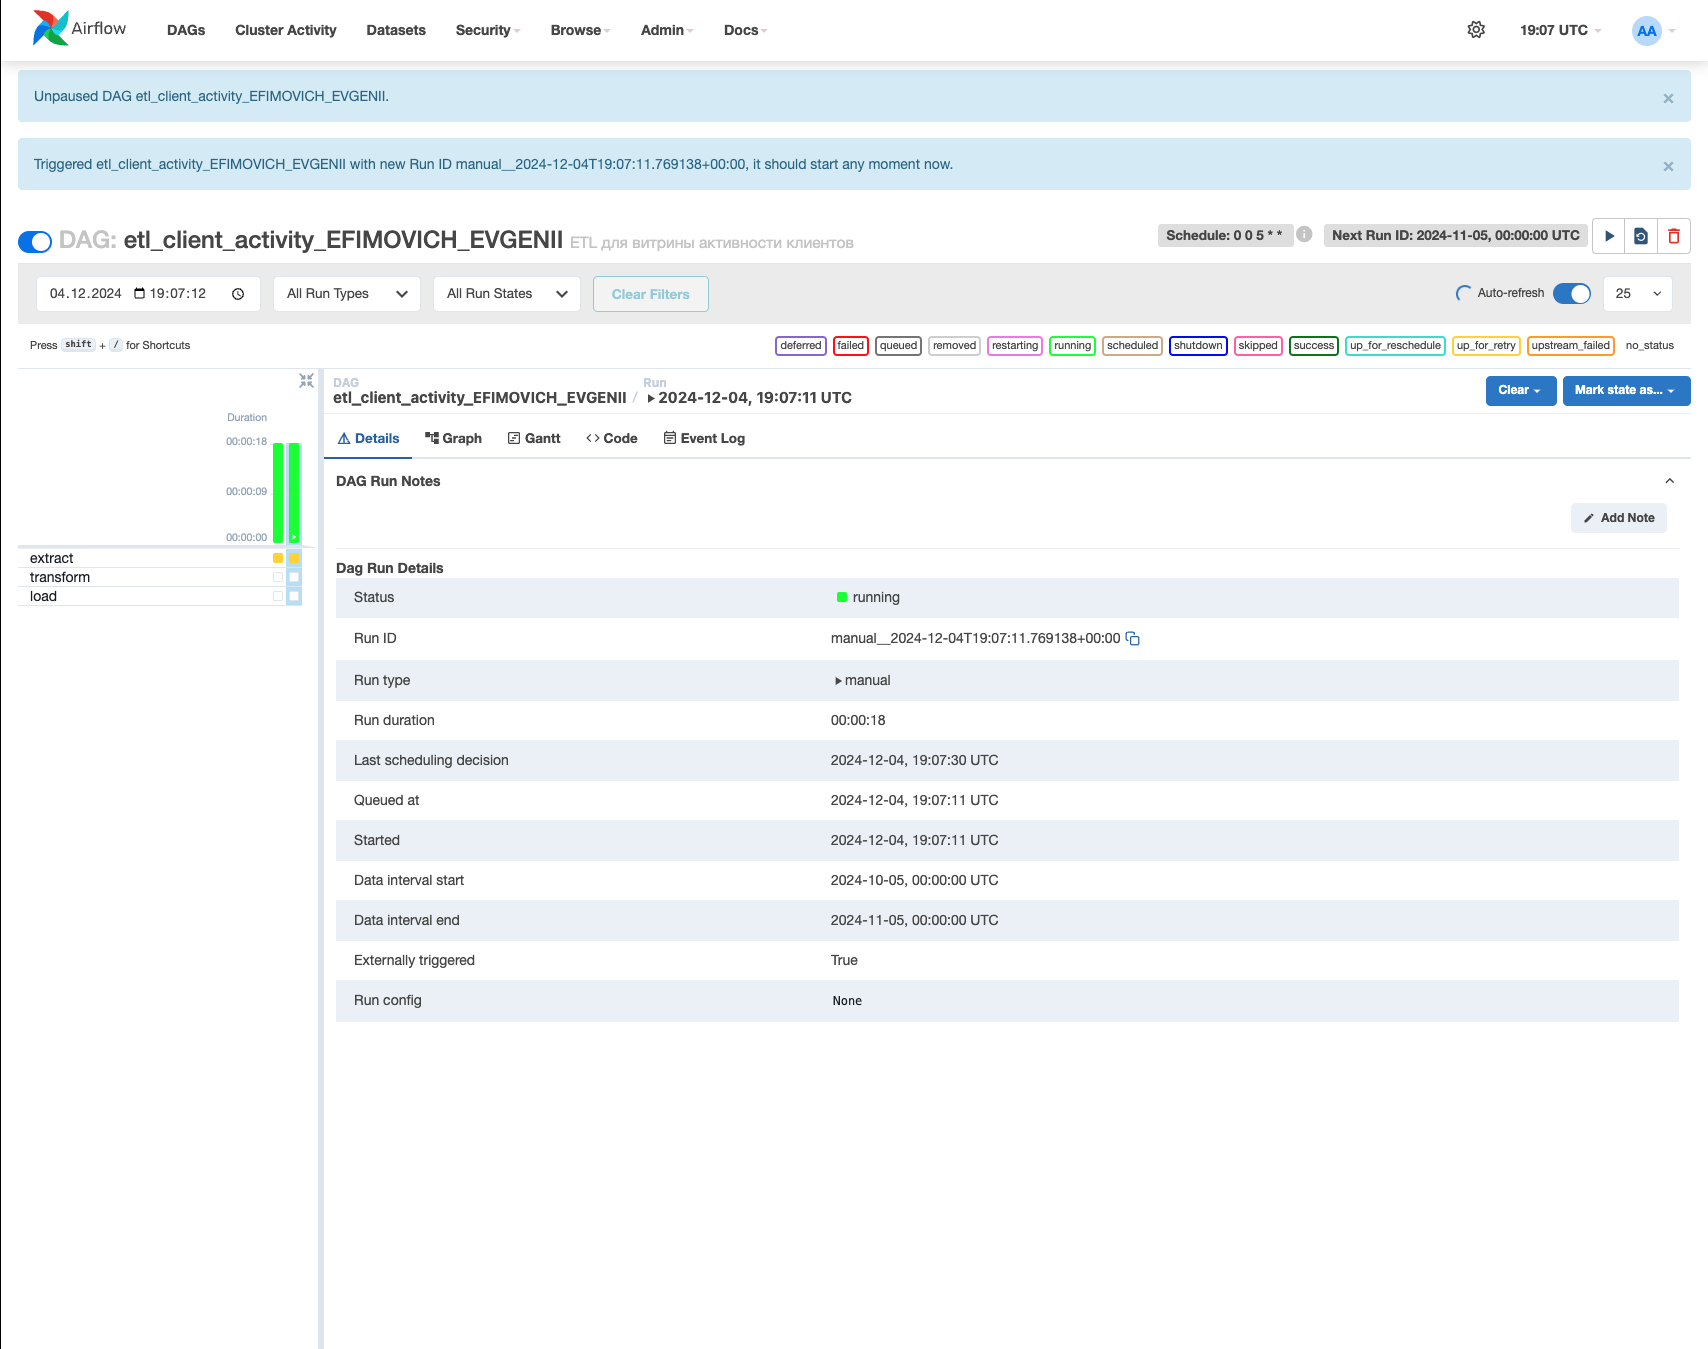 Airflow DAGs Cluster Activity Datasets Security Browse Admin Docs 19:07 UTC AA
Unpaused DAG etl_client_activity_EFIMOVICH_EVGENII. ×
Triggered etl_client_activity_EFIMOVICH_EVGENII with new Run ID manual__2024-12-04T19:07:11.769138+00:00, it should start any moment now. ×
DAG: etl_client_activity_EFIMOVICH_EVGENII ETL для витрины активности клиентов Schedule: 0 0 5 * * i Next Run ID: 2024-11-05, 00:00:00 UTC
04.12.2024 19:07:12 All Run Types All Run States Clear Filters Auto-refresh 25
Press shift + / for Shortcuts deferred failed queued removed restarting running scheduled shutdown skipped success up_for_reschedule up_for_retry upstream_failed no_status
DAG Run
etl_client_activity_EFIMOVICH_EVGENII / 2024-12-04, 19:07:11 UTC Clear Mark state as...
Duration
00:00:18
00:00:09
00:00:00
extract
transform
load
Details Graph Gantt Code Event Log
DAG Run Notes
Add Note
Dag Run Details
Status running
Run ID manual__2024-12-04T19:07:11.769138+00:00
Run type manual
Run duration 00:00:18
Last scheduling decision 2024-12-04, 19:07:30 UTC
Queued at 2024-12-04, 19:07:11 UTC
Started 2024-12-04, 19:07:11 UTC
Data interval start 2024-10-05, 00:00:00 UTC
Data interval end 2024-11-05, 00:00:00 UTC
Externally triggered True
Run config None